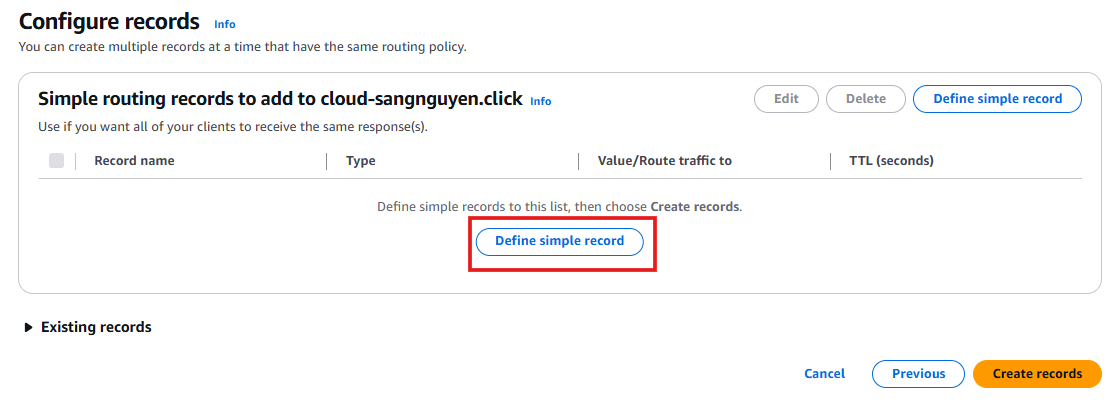 Configure records Info
You can create multiple records at a time that have the same routing policy.
Simple routing records to add to cloud-sangnguyen.click Info
Edit Delete Define simple record
Use if you want all of your clients to receive the same response(s).
Record name Type Value/Route traffic to TTL (seconds)
Define simple records to this list, then choose Create records.
Define simple record
Existing records
Cancel Previous Create records